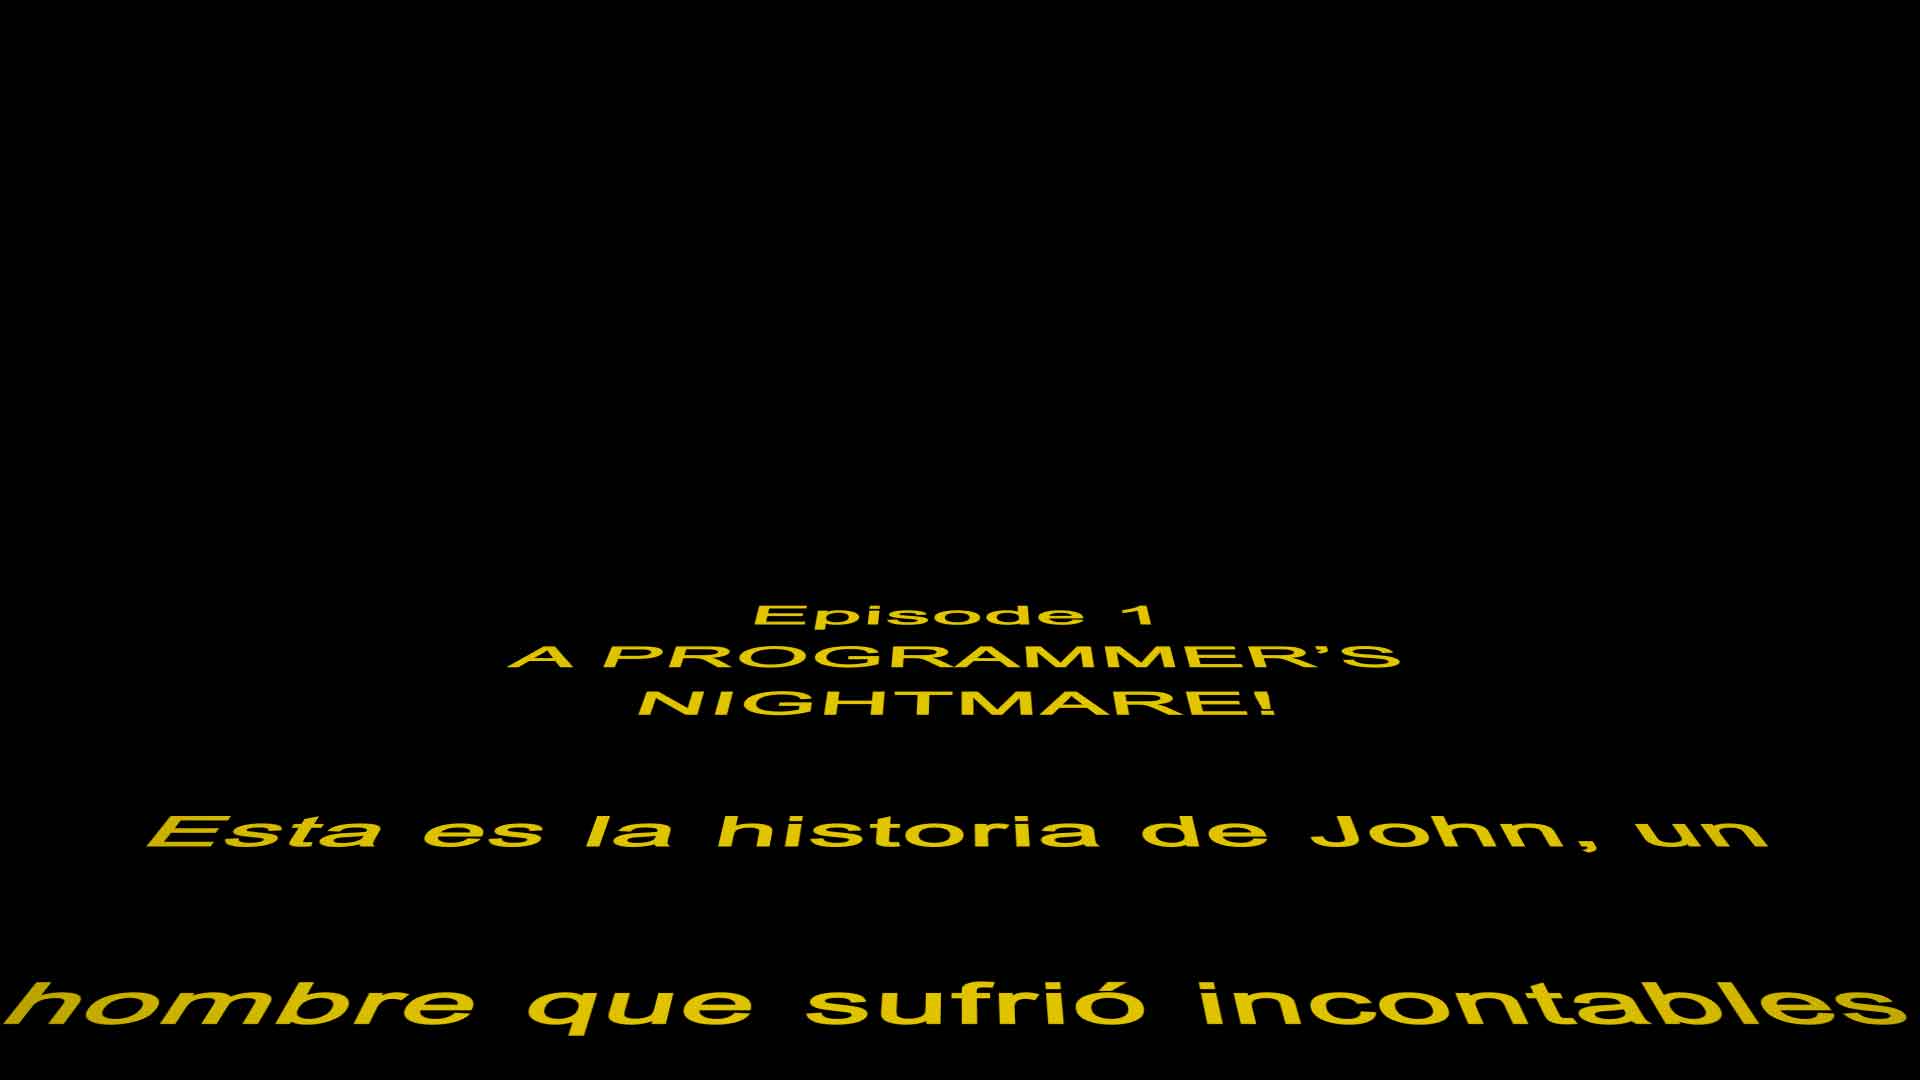 Episode 1
A PROGRAMMER'S
NIGHTMARE!
Esta es la historia de John, un
hombre que sufrió incontables